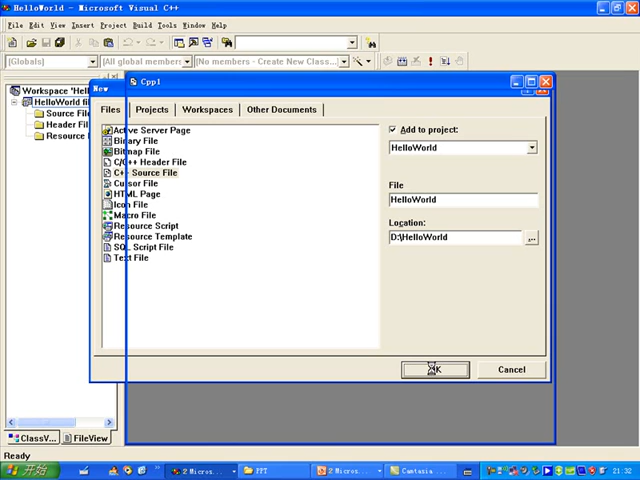 HelloWorld - Microsoft Visual C++
File Edit View Insert Project Build Tools Window Help
(Globals) (All global members (No members - Create New Class...
Cpp1
New
Files Projects Workspaces Other Documents
Workspace 'Hel
HelloWorld fi
Source File
Header File
Resource
Active Server Page
Binary File
Bitmap File
C/C++ Header File
C++ Source File
Cursor File
HTML Page
Icon File
Macro File
Resource Script
Resource Template
SQL Script File
Text File
Add to project:
HelloWorld
File
HelloWorld
Location:
D:\HelloWorld
...
OK Cancel
ClassV... FileView
Ready
开始 2 Micros... PPT 2 Micros... Camtasia ... 21:32